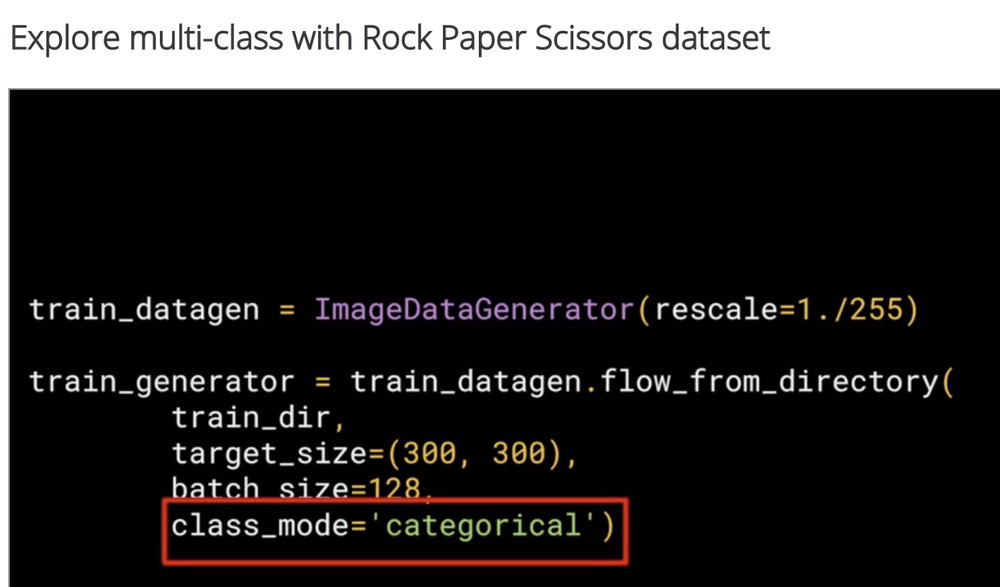 Explore multi-class with Rock Paper Scissors dataset
train_datagen = ImageDataGenerator(rescale=1./255)
train_generator = train_datagen.flow_from_directory(
train_dir,
target_size=(300, 300),
batch_size=128,
class_mode='categorical')